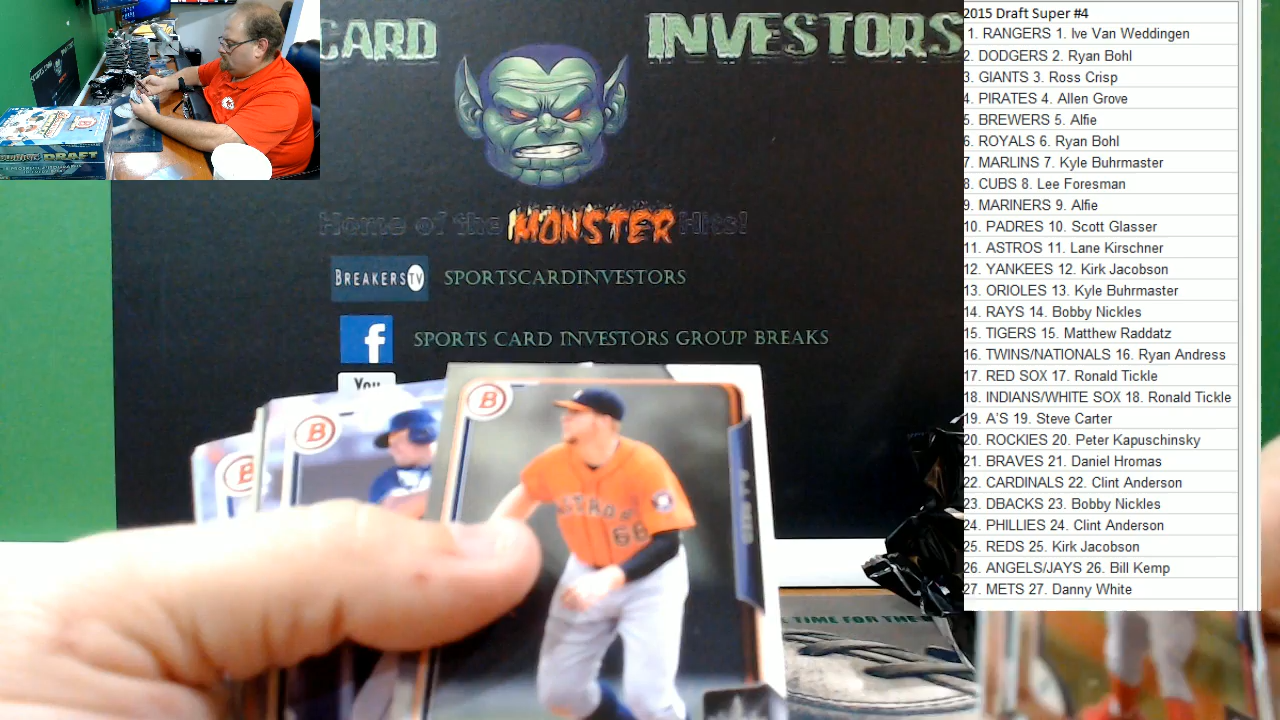 CARD INVESTORS
Home of the MONSTER Hits!
BREAKERS TV SPORTSCARDINVESTORS
f SPORTS CARD INVESTORS GROUP BREAKS
You
B
B
B
ASTROS
68
A.J. REED
DRAFT
TIME FOR THE
2015 Draft Super #4
1. RANGERS 1. Ive Van Weddingen
2. DODGERS 2. Ryan Bohl
3. GIANTS 3. Ross Crisp
4. PIRATES 4. Allen Grove
5. BREWERS 5. Alfie
6. ROYALS 6. Ryan Bohl
7. MARLINS 7. Kyle Buhrmaster
8. CUBS 8. Lee Foresman
9. MARINERS 9. Alfie
10. PADRES 10. Scott Glasser
11. ASTROS 11. Lane Kirschner
12. YANKEES 12. Kirk Jacobson
13. ORIOLES 13. Kyle Buhrmaster
14. RAYS 14. Bobby Nickles
15. TIGERS 15. Matthew Raddatz
16. TWINS/NATIONALS 16. Ryan Andress
17. RED SOX 17. Ronald Tickle
18. INDIANS/WHITE SOX 18. Ronald Tickle
19. A'S 19. Steve Carter
20. ROCKIES 20. Peter Kapuschinsky
21. BRAVES 21. Daniel Hromas
22. CARDINALS 22. Clint Anderson
23. DBACKS 23. Bobby Nickles
24. PHILLIES 24. Clint Anderson
25. REDS 25. Kirk Jacobson
26. ANGELS/JAYS 26. Bill Kemp
27. METS 27. Danny White